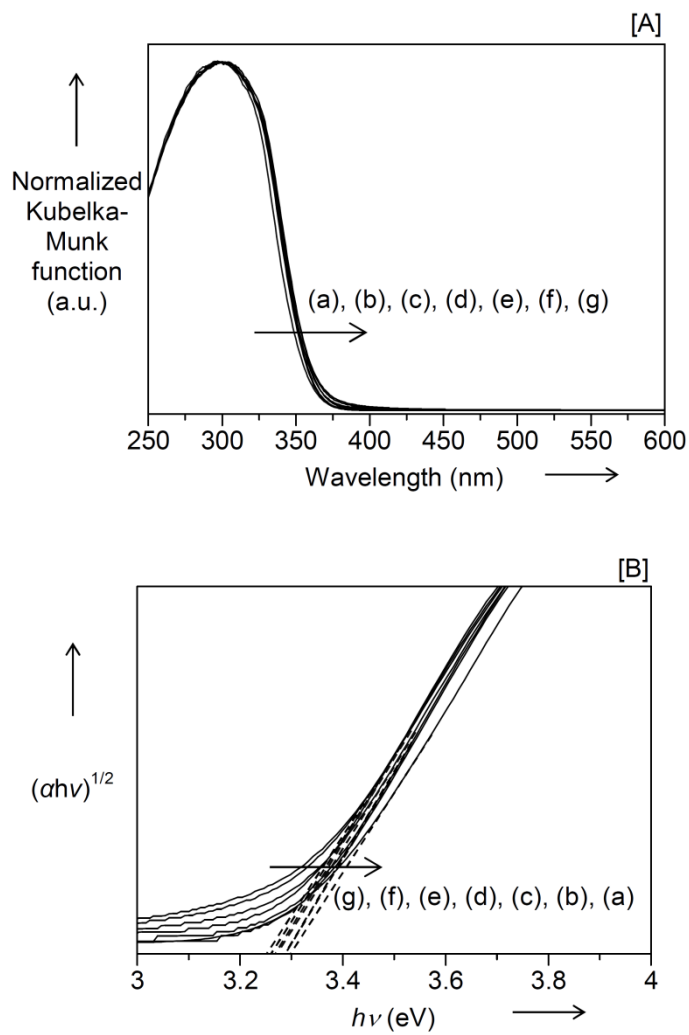 [A]
Normalized
Kubelka-
Munk
function
(a.u.)
(a), (b), (c), (d), (e), (f), (g)
250 300 350 400 450 500 550 600
Wavelength (nm)
[B]
(αhν)1/2
(g), (f), (e), (d), (c), (b), (a)
3 3.2 3.4 3.6 3.8 4
hν (eV)